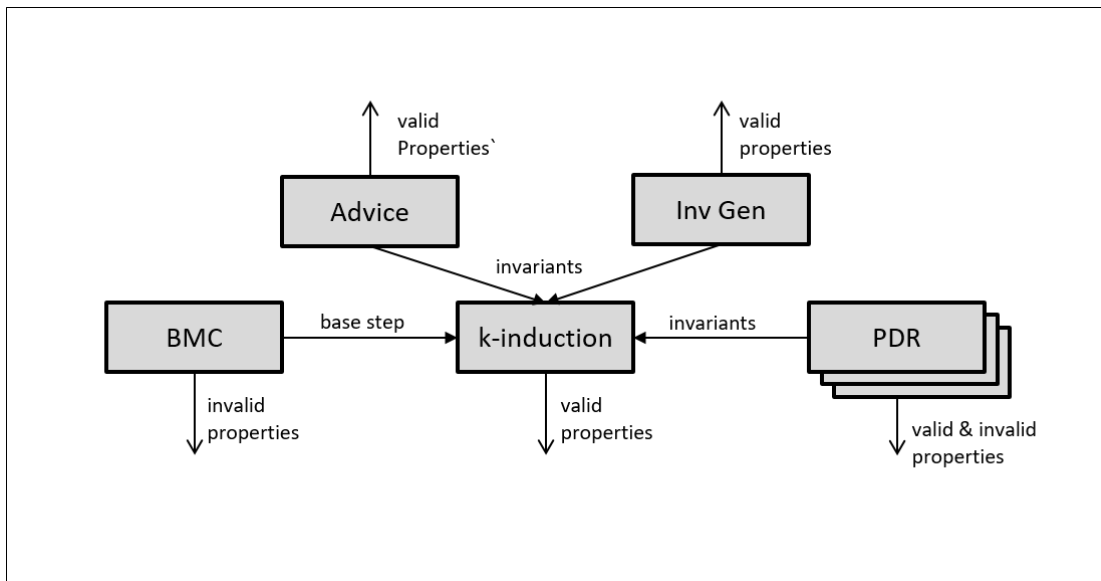 valid
Properties`
valid
properties
Advice
Inv Gen
invariants
BMC
base step
k-induction
invariants
PDR
invalid
properties
valid
properties
valid & invalid
properties